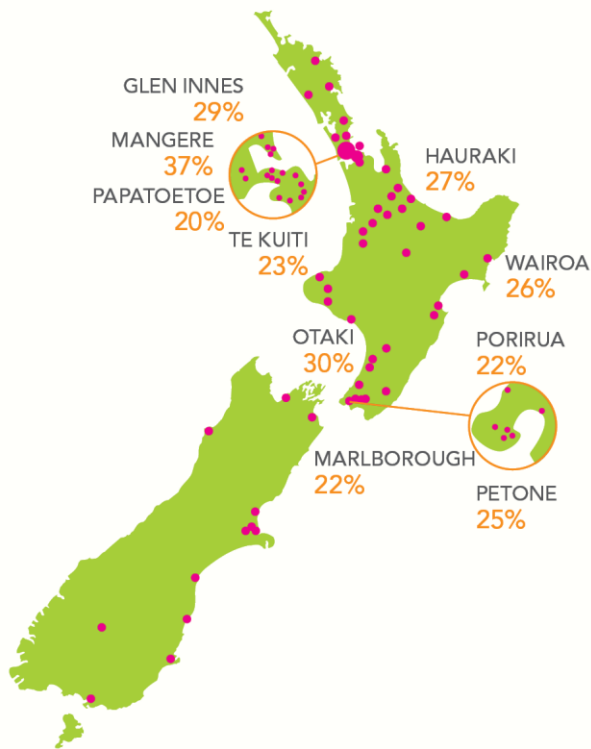 GLEN INNES
29%
MANGERE
37%
PAPATOETOE
20%
TE KUITI
23%
HAURAKI
27%
WAIROA
26%
OTAKI
30%
PORIRUA
22%
MARLBOROUGH
22%
PETONE
25%